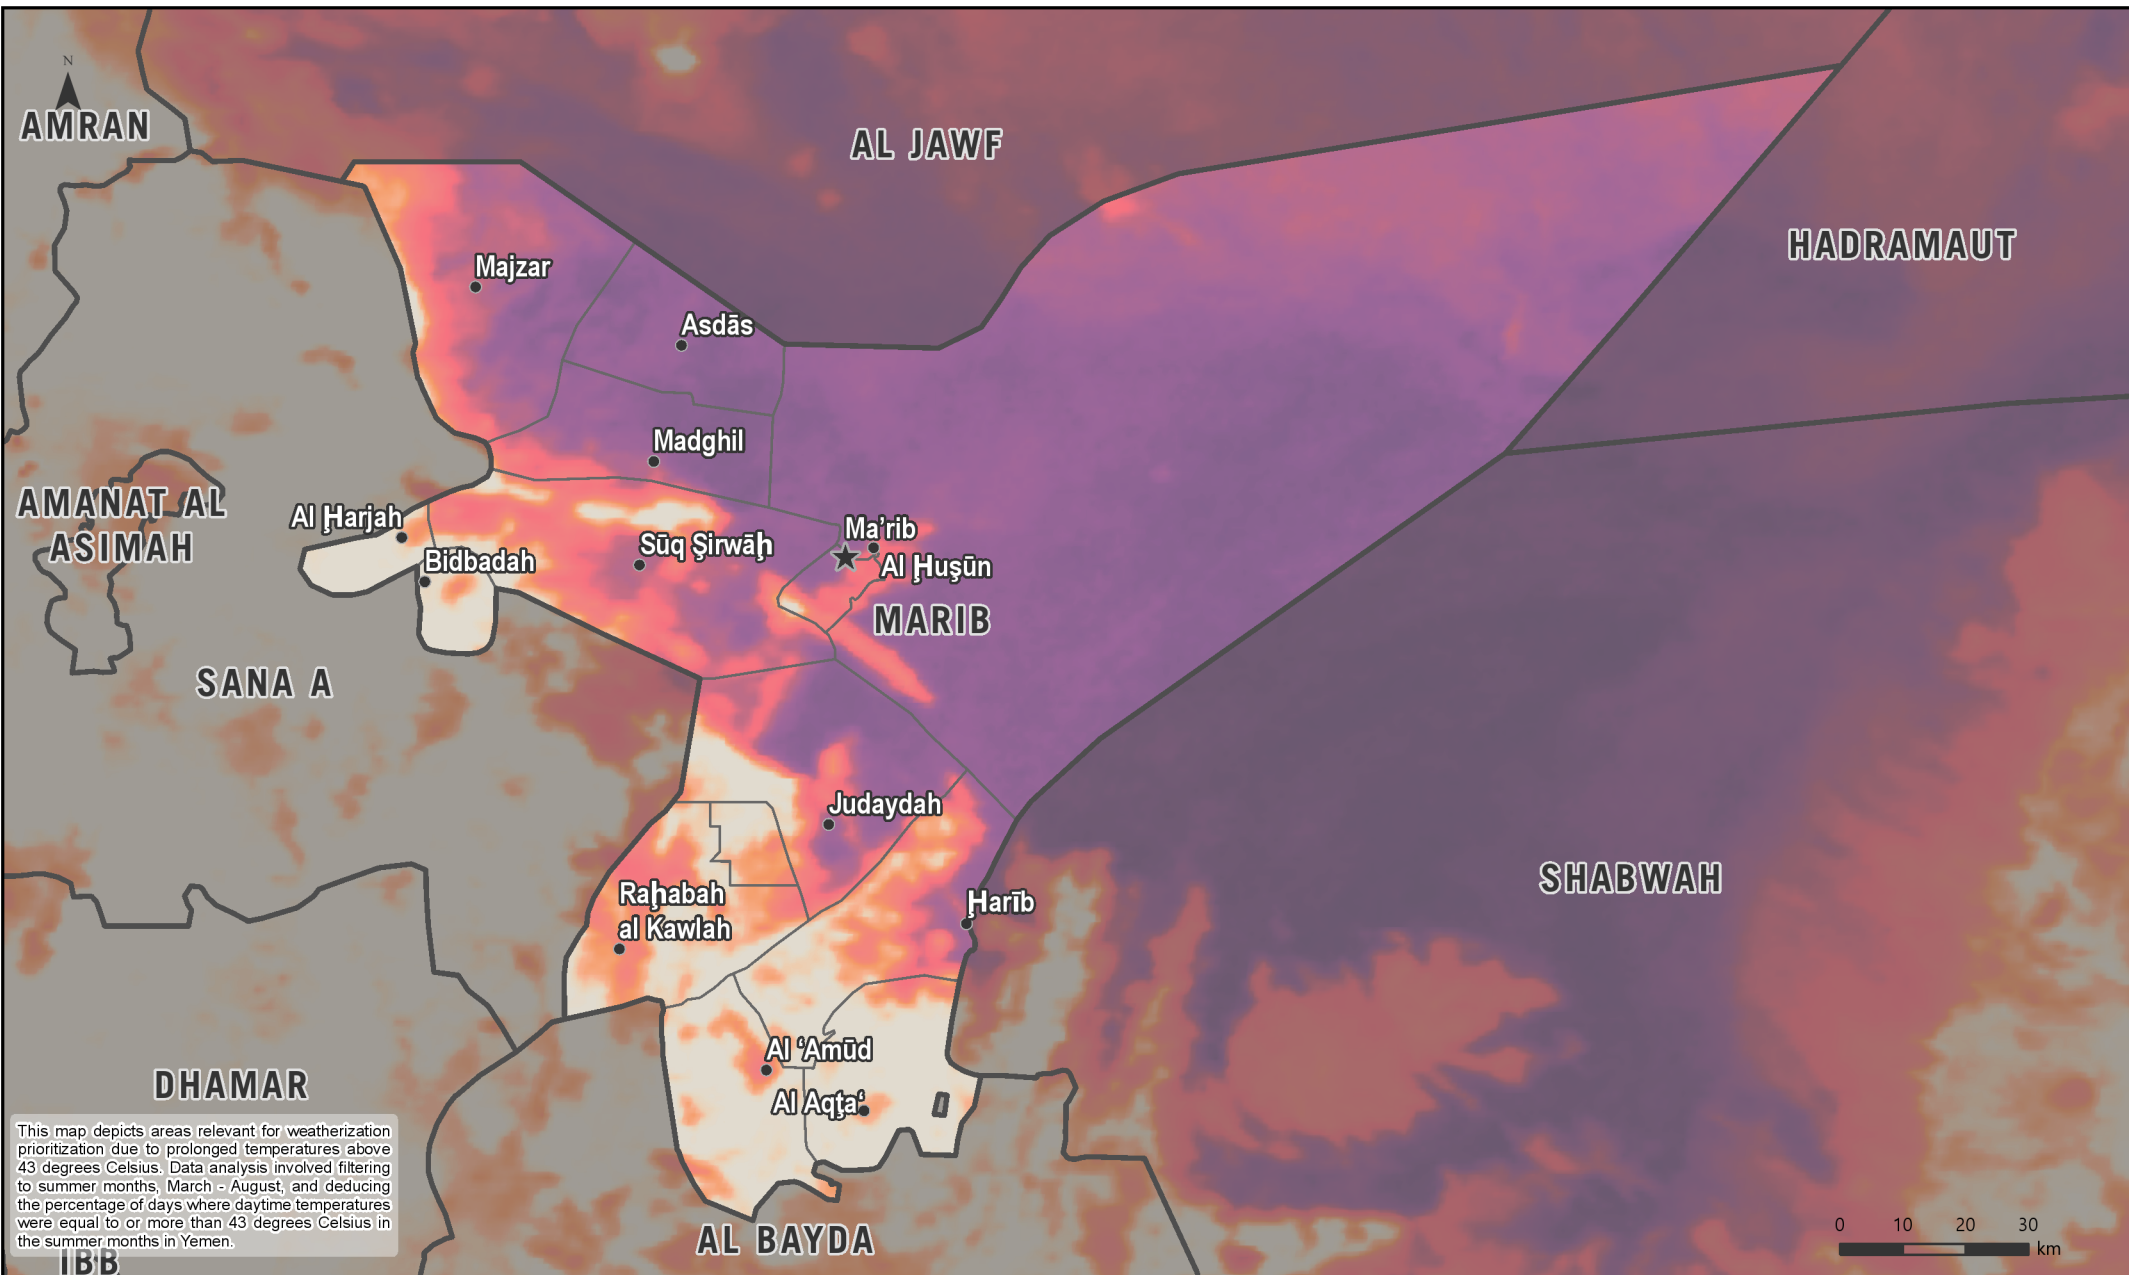 N
AMRAN
AL JAWF
HADRAMAUT
Majzar
Asdās
Madghil
AMANAT AL
ASIMAH
Al Ḩarjah
Bidbadah
Sūq Şirwāḩ
Ma’rib
Al Ḩuşūn
MARIB
SANA A
Judaydah
SHABWAH
Raḩabah
al Kawlah
Ḩarīb
Al ‘Amūd
Al Aqţa‘
DHAMAR
This map depicts areas relevant for weatherization
prioritization due to prolonged temperatures above
43 degrees Celsius. Data analysis involved filtering
to summer months, March - August, and deducing
the percentage of days where daytime temperatures
were equal to or more than 43 degrees Celsius in
the summer months in Yemen.
IBB
AL BAYDA
0 10 20 30
km